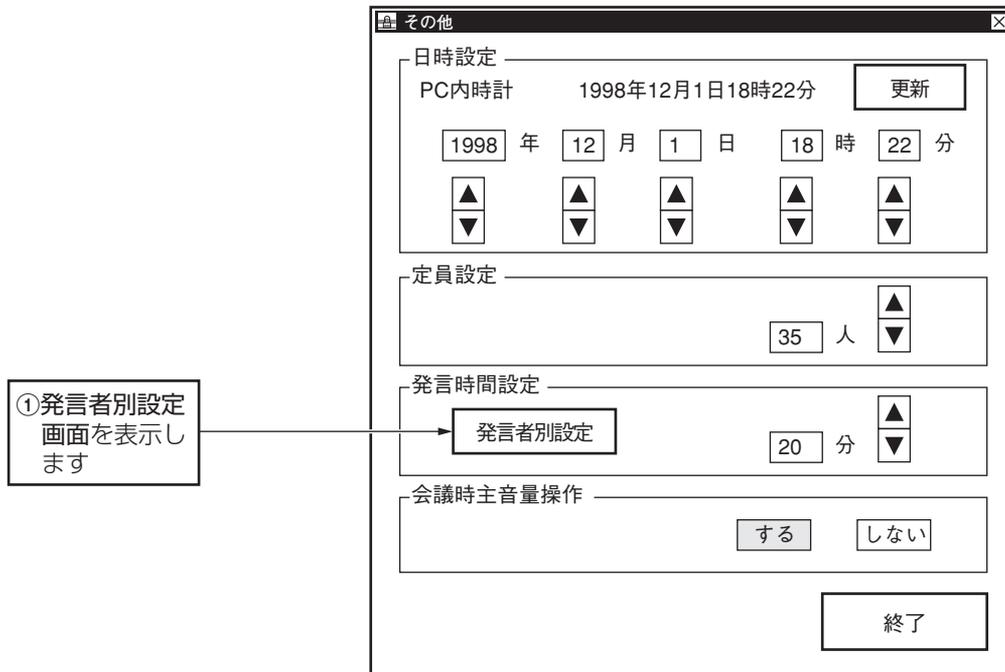 その他
日時設定
PC内時計 1998年12月1日18時22分 更新
1998 年 12 月 1 日 18 時 22 分
▲ ▲ ▲ ▲ ▲
▼ ▼ ▼ ▼ ▼
定員設定
▲
35 人 ▼
発言時間設定
①発言者別設定
画面を表示し
ます
発言者別設定
▲
20 分 ▼
会議時主音量操作
する しない
終了